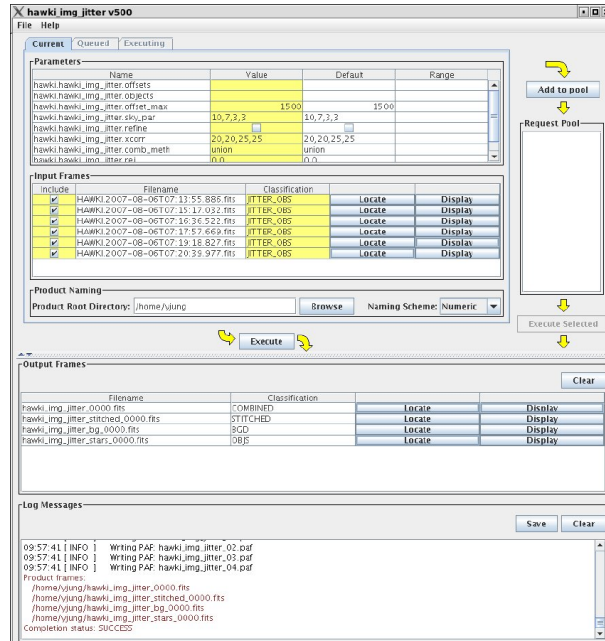 hawki_img_jitter v500
File Help
Current Queued Executing
Parameters
Name Value Default Range
hawki.hawki_img_jitter.offsets
hawki.hawki_img_jitter.objects
hawki.hawki_img_jitter.offset_max 1500 1500
hawki.hawki_img_jitter.sky_par 10,7,3,3 10,7,3,3
hawki.hawki_img_jitter.refine
hawki.hawki_img_jitter.xcorr 20,20,25,25 20,20,25,25
hawki.hawki_img_jitter.comb_meth union union
hawki.hawki_img_jitter.rej 0,0 0,0
Add to pool
Request Pool
Input Frames
Include Filename Classification
HAWKI.2007-08-06T07:13:55.886.fits JITTER_OBS Locate Display
HAWKI.2007-08-06T07:15:17.032.fits JITTER_OBS Locate Display
HAWKI.2007-08-06T07:16:36.522.fits JITTER_OBS Locate Display
HAWKI.2007-08-06T07:17:57.669.fits JITTER_OBS Locate Display
HAWKI.2007-08-06T07:19:18.827.fits JITTER_OBS Locate Display
HAWKI.2007-08-06T07:20:39.977.fits JITTER_OBS Locate Display
Product Naming
Product Root Directory: /home/yjung Browse Naming Scheme: Numeric
Execute Selected
Execute
Output Frames
Clear
Filename Classification
hawki_img_jitter_0000.fits COMBINED Locate Display
hawki_img_jitter_stitched_0000.fits STITCHED Locate Display
hawki_img_jitter_bg_0000.fits BGD Locate Display
hawki_img_jitter_stars_0000.fits OBJS Locate Display
Log Messages
Save Clear
09:57:41 [ INFO ] Writing PAF: hawki_img_jitter_02.paf
09:57:41 [ INFO ] Writing PAF: hawki_img_jitter_03.paf
09:57:41 [ INFO ] Writing PAF: hawki_img_jitter_04.paf
Product frames:
/home/yjung/hawki_img_jitter_0000.fits
/home/yjung/hawki_img_jitter_stitched_0000.fits
/home/yjung/hawki_img_jitter_bg_0000.fits
/home/yjung/hawki_img_jitter_stars_0000.fits
Completion status: SUCCESS